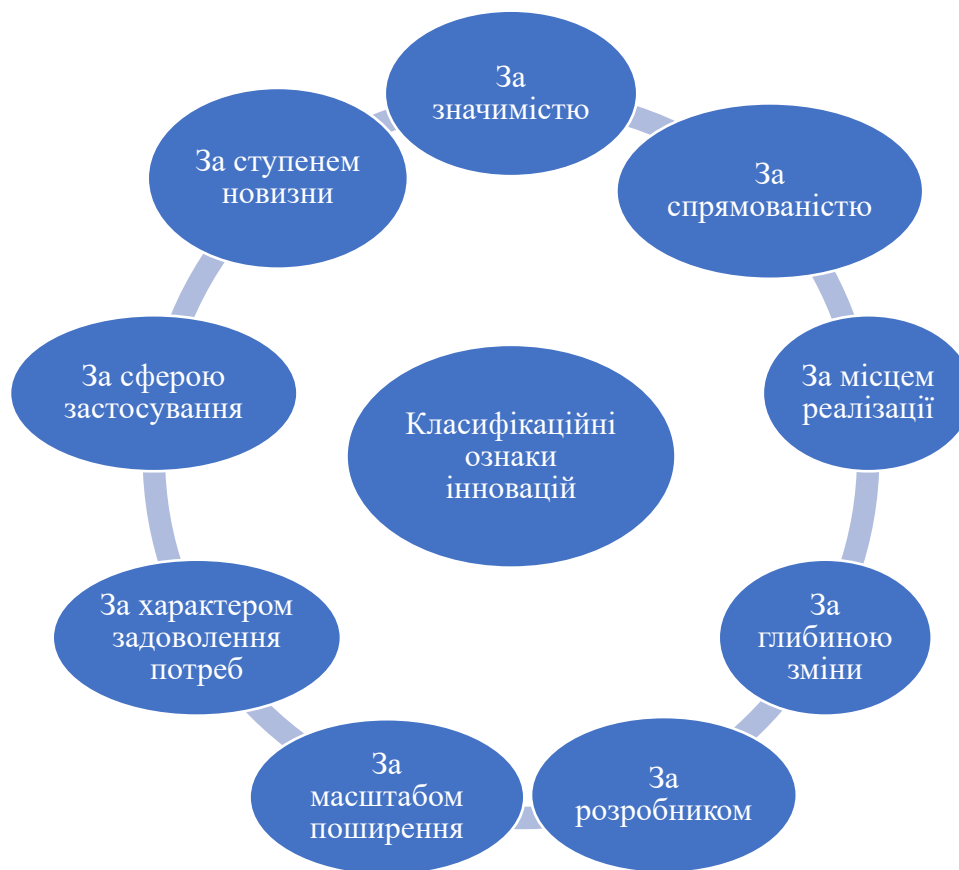 За
значимістю
За
спрямованістю
За місцем
реалізації
За
глибиною
зміни
За
розробником
За
масштабом
поширення
За характером
задоволення
потреб
За сферою
застосування
За ступенем
новизни
Класифікаційні
ознаки
інновацій